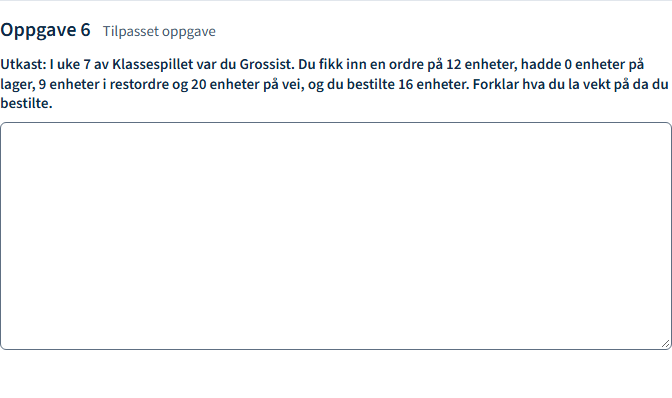 Oppgave 6 Tilpasset oppgave
Utkast: I uke 7 av Klassespillet var du Grossist. Du fikk inn en ordre på 12 enheter, hadde 0 enheter på
lager, 9 enheter i restordre og 20 enheter på vei, og du bestilte 16 enheter. Forklar hva du la vekt på da du
bestilte.